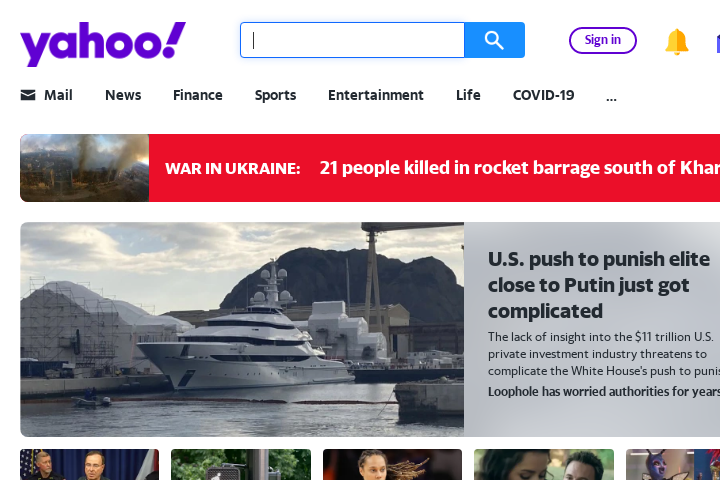 yahoo!
Sign in
Mail
News
Finance
Sports
Entertainment
Life
COVID-19
...
WAR IN UKRAINE:
21 people killed in rocket barrage south of Khar
U.S. push to punish elite
close to Putin just got
complicated
The lack of insight into the $11 trillion U.S.
private investment industry threatens to
complicate the White House's push to punis
Loophole has worried authorities for years